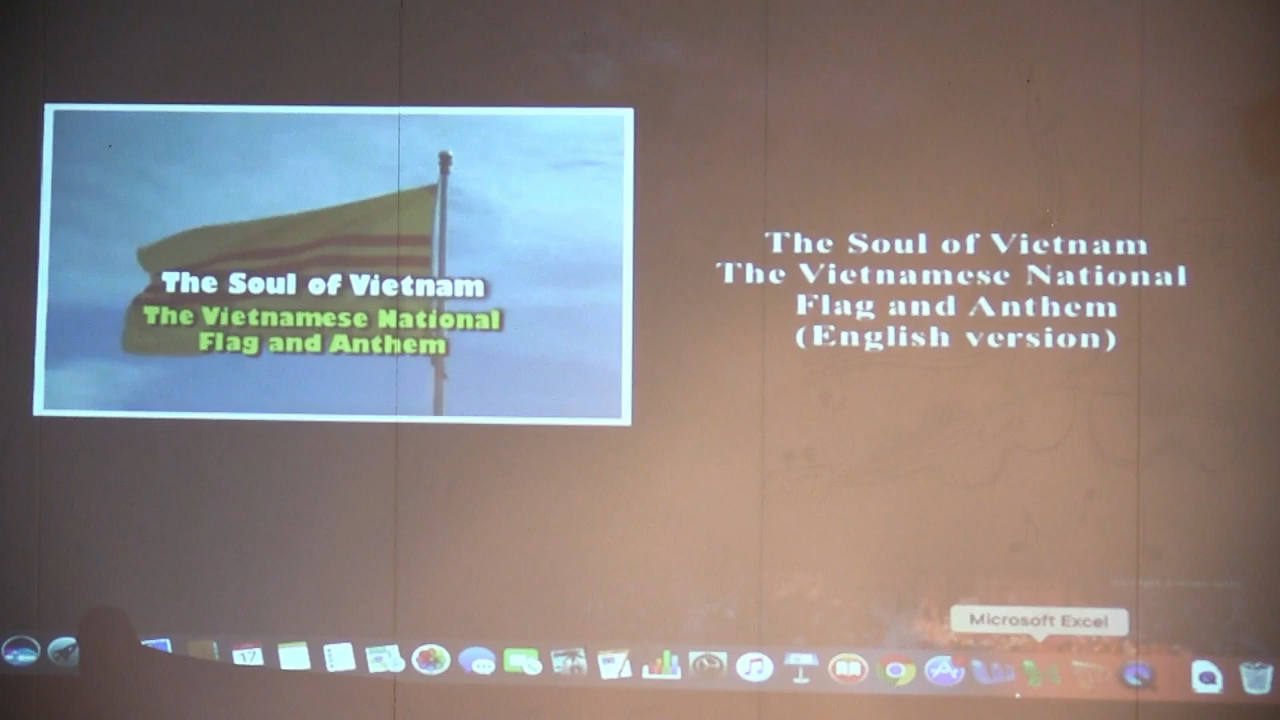 The Soul of Vietnam
The Vietnamese National
Flag and Anthem
The Soul of Vietnam
The Vietnamese National
Flag and Anthem
(English version)
Microsoft Excel
17